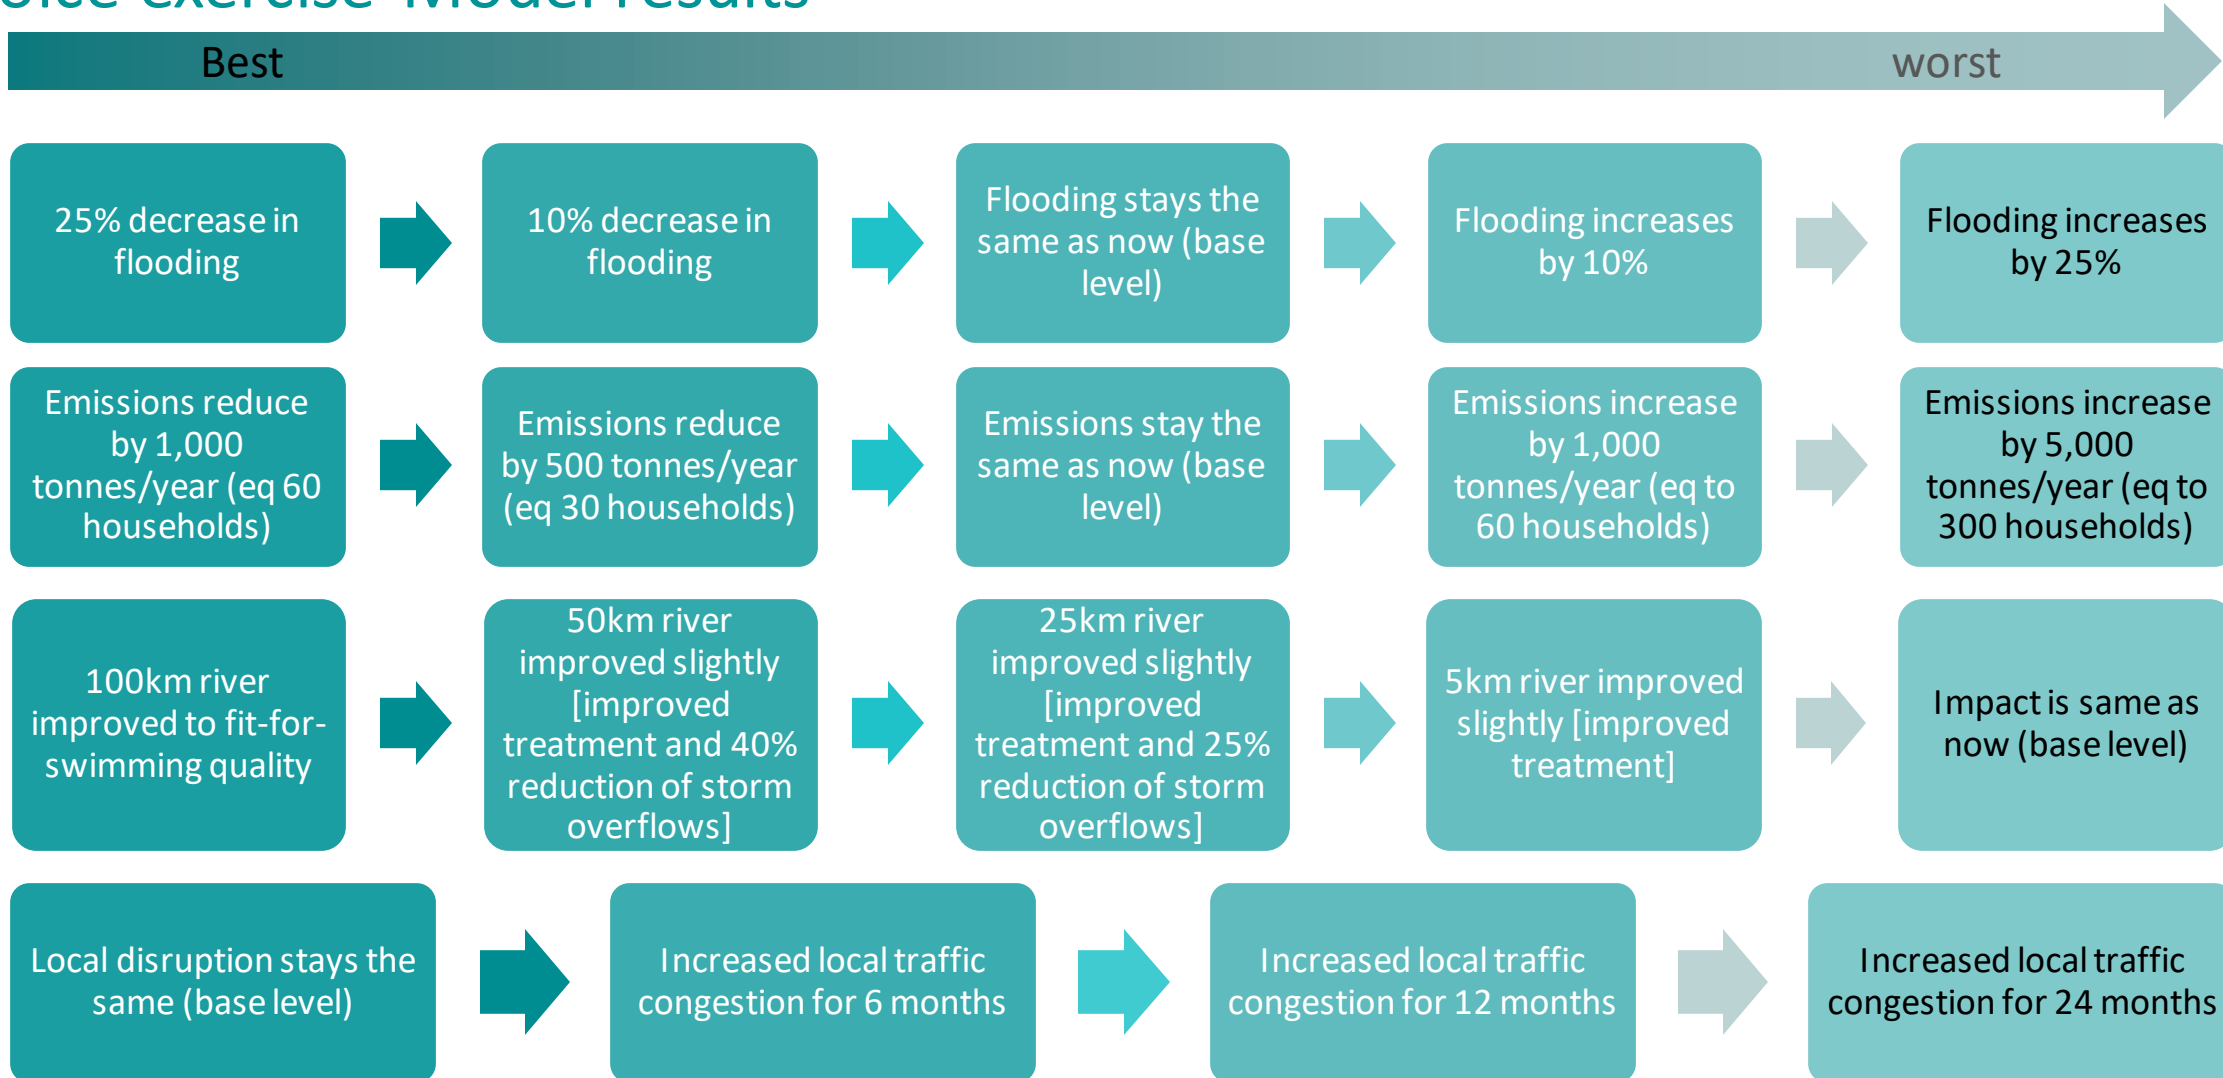 exercise-Model results
Best
worst
25% decrease in
flooding
10% decrease in
flooding
Flooding stays the
same as now (base
level)
Flooding increases
by 10%
Flooding increases
by 25%
Emissions reduce
by 1,000
tonnes/year (eq 60
households)
Emissions reduce
by 500 tonnes/year
(eq 30 households)
Emissions stay the
same as now (base
level)
Emissions increase
by 1,000
tonnes/year (eq to
60 households)
Emissions increase
by 5,000
tonnes/year (eq to
300 households)
100km river
improved to fit-for-
swimming quality
50km river
improved slightly
[improved
treatment and 40%
reduction of storm
overflows]
25km river
improved slightly
[improved
treatment and 25%
reduction of storm
overflows]
5km river improved
slightly [improved
treatment]
Impact is same as
now (base level)
Local disruption stays the
same (base level)
Increased local traffic
congestion for 6 months
Increased local traffic
congestion for 12 months
Increased local traffic
congestion for 24 months